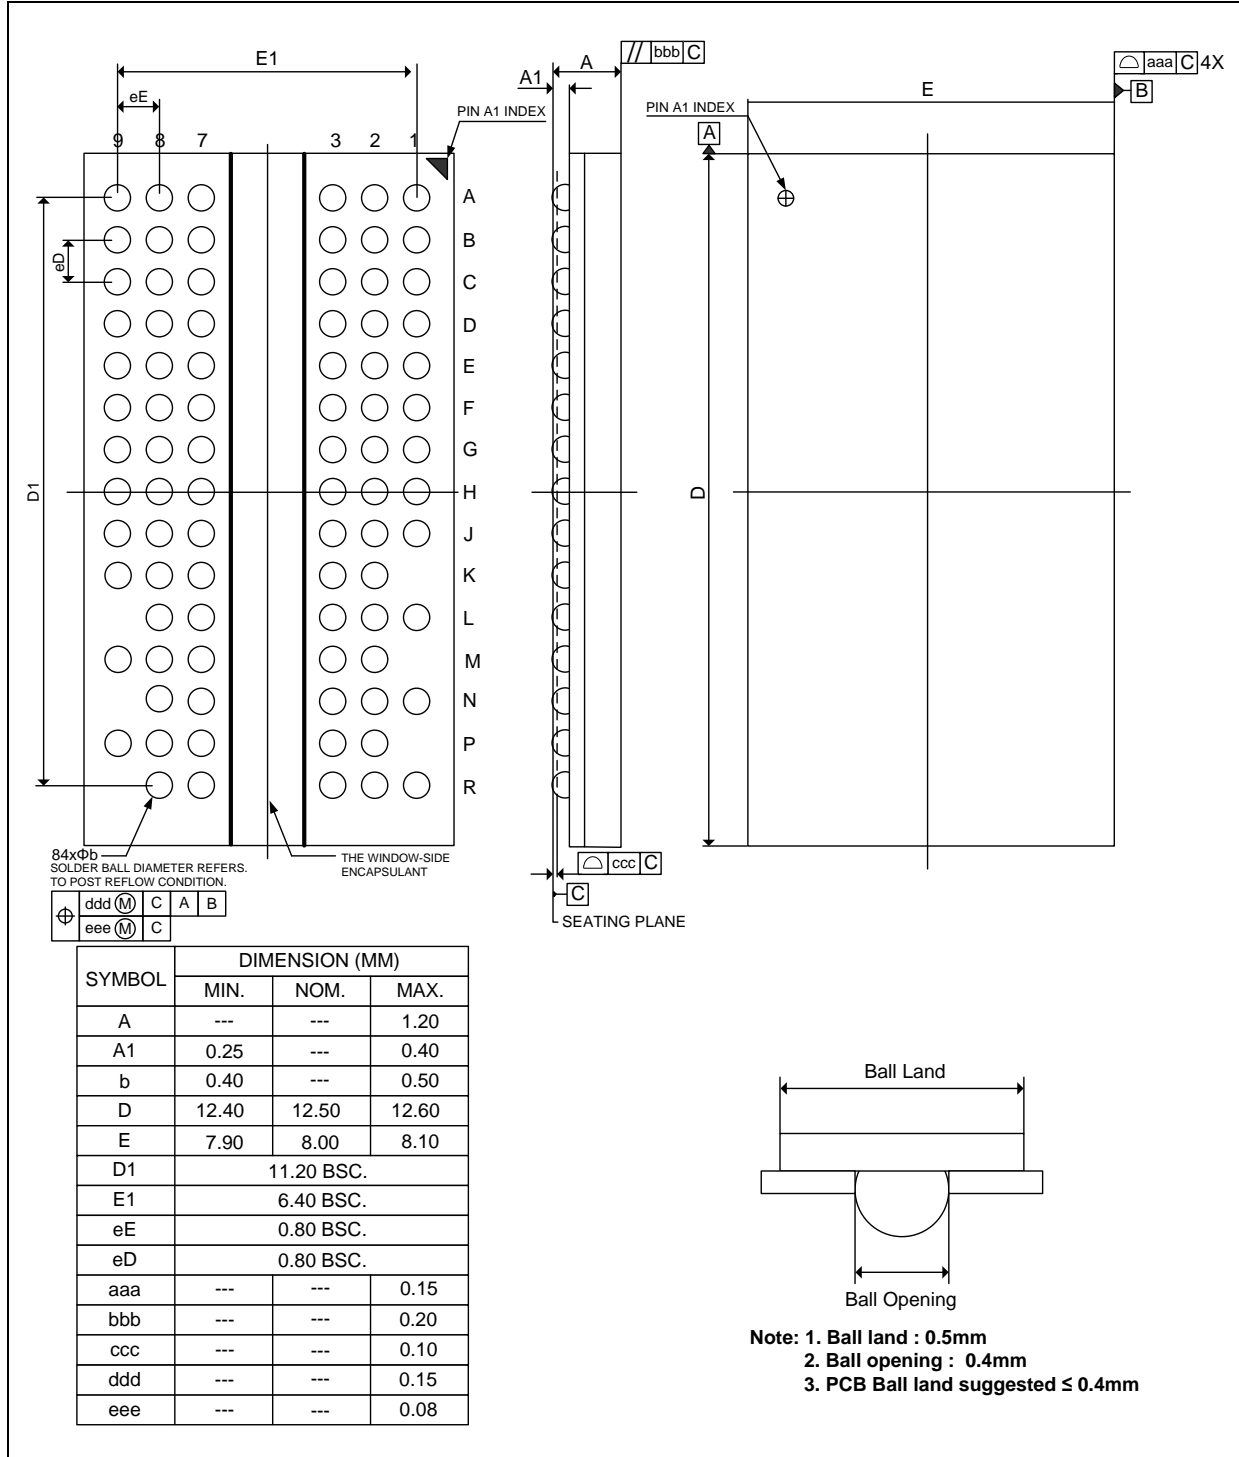 E1
eE
9 8 7 3 2 1
PIN A1 INDEX
A
B
C
D
E
F
G
H
J
K
L
M
N
P
R
eD
D1
84xΦb
SOLDER BALL DIAMETER REFERS.
TO POST REFLOW CONDITION.
ddd Ⓜ C A B
eee Ⓜ C
THE WINDOW-SIDE
ENCAPSULANT
// bbb C
A
A1
ccc C
C
SEATING PLANE
aaa C 4X
B
E
PIN A1 INDEX
A
D
SYMBOL DIMENSION (MM)
MIN. NOM. MAX.
A --- --- 1.20
A1 0.25 --- 0.40
b 0.40 --- 0.50
D 12.40 12.50 12.60
E 7.90 8.00 8.10
D1 11.20 BSC.
E1 6.40 BSC.
eE 0.80 BSC.
eD 0.80 BSC.
aaa --- --- 0.15
bbb --- --- 0.20
ccc --- --- 0.10
ddd --- --- 0.15
eee --- --- 0.08
Ball Land
Ball Opening
Note: 1. Ball land : 0.5mm
2. Ball opening : 0.4mm
3. PCB Ball land suggested ≤ 0.4mm